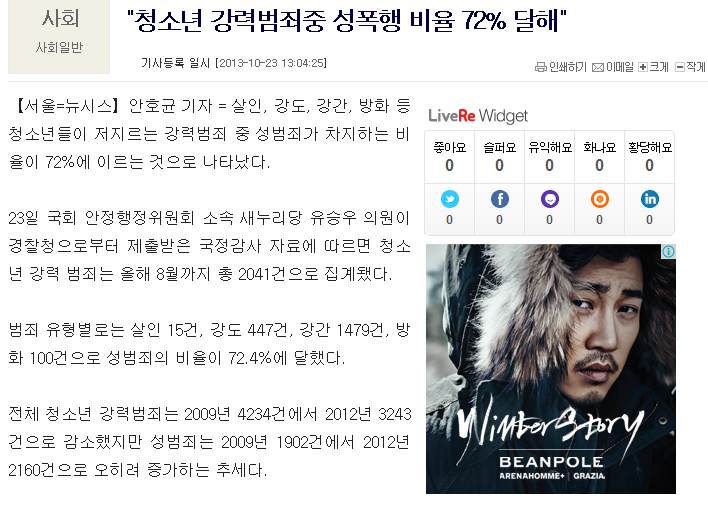 사회
사회일반
"청소년 강력범죄중 성폭행 비율 72% 달해"
기사등록 일시 [2013-10-23 13:04:25]
인쇄하기 이메일 크게 작게
【서울=뉴시스】안호균 기자 = 살인, 강도, 강간, 방화 등
청소년들이 저지르는 강력범죄 중 성범죄가 차지하는 비
율이 72%에 이르는 것으로 나타났다.
23일 국회 안정행정위원회 소속 새누리당 유승우 의원이
경찰청으로부터 제출받은 국정감사 자료에 따르면 청소
년 강력 범죄는 올해 8월까지 총 2041건으로 집계됐다.
범죄 유형별로는 살인 15건, 강도 447건, 강간 1479건, 방
화 100건으로 성범죄의 비율이 72.4%에 달했다.
전체 청소년 강력범죄는 2009년 4234건에서 2012년 3243
건으로 감소했지만 성범죄는 2009년 1902건에서 2012년
2160건으로 오히려 증가하는 추세다.
LiveRe Widget
좋아요 슬퍼요 유익해요 화나요 황당해요
0 0 0 0 0
0 0 0 0 0
Winter Story
BEANPOLE
ARENAHOMME+ GRAZIA